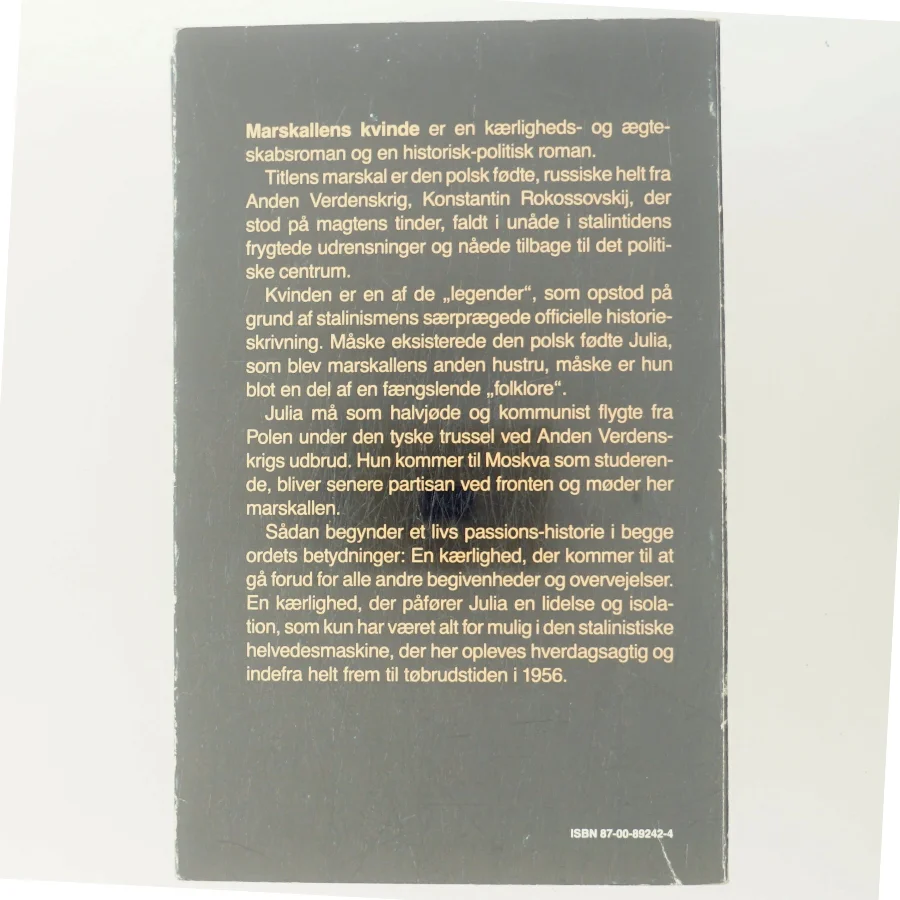 Marskallens kvinde er en kærligheds- og ægte-
skabsroman og en historisk-politisk roman.
Titlens marskal er den polsk fødte, russiske helt fra
Anden Verdenskrig, Konstantin Rokossovskij, der
stod på magtens tinder, faldt i unåde i stalintidens
frygtede udrensninger og nåede tilbage til det politi-
ske centrum.
Kvinden er en af de „legender“, som opstod på
grund af stalinismens særprægede officielle historie-
skrivning. Måske eksisterede den polsk fødte Julia,
som blev marskallens anden hustru, måske er hun
blot en del af en fængslende „folklore“.
Julia må som halvjøde og kommunist flygte fra
Polen under den tyske trussel ved Anden Verdens-
krigs udbrud. Hun kommer til Moskva som studeren-
de, bliver senere partisan ved fronten og møder her
marskallen.
Sådan begynder et livs passions-historie i begge
ordets betydninger: En kærlighed, der kommer til at
gå forud for alle andre begivenheder og overvejelser.
En kærlighed, der påfører Julia en lidelse og isola-
tion, som kun har været alt for mulig i den stalinistiske
helvedesmaskine, der her opleves hverdagsagtig og
indefra helt frem til tøbrudstiden i 1956.
ISBN 87-00-89242-4